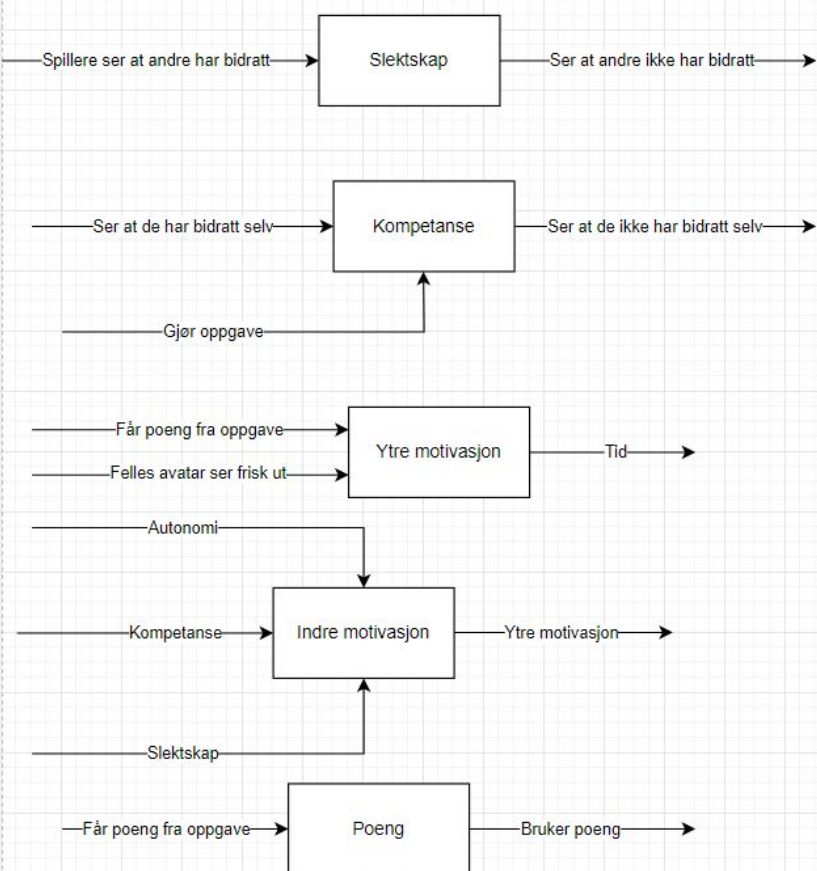 Spillere ser at andre har bidratt
Slektskap
Ser at andre ikke har bidratt
Ser at de har bidratt selv
Kompetanse
Ser at de ikke har bidratt selv
Gjør oppgave
Får poeng fra oppgave
Ytre motivasjon
Tid
Felles avatar ser frisk ut
Autonomi
Kompetanse
Indre motivasjon
Ytre motivasjon
Slektskap
Får poeng fra oppgave
Poeng
Bruker poeng